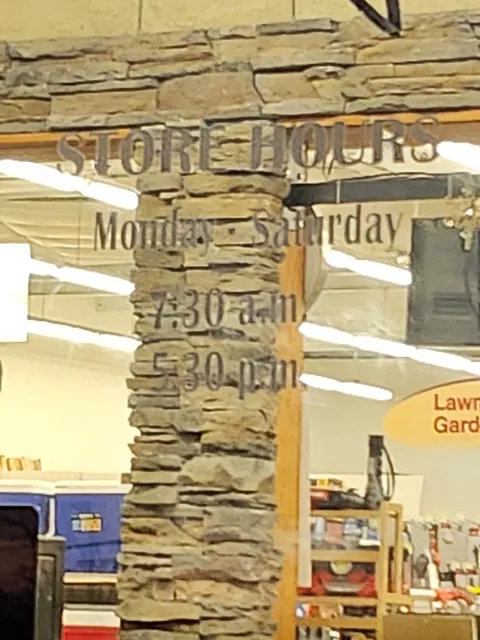 STORE HOURS
Monday - Saturday
7:30 a.m.
5:30 p.m.
Lawn
Gard